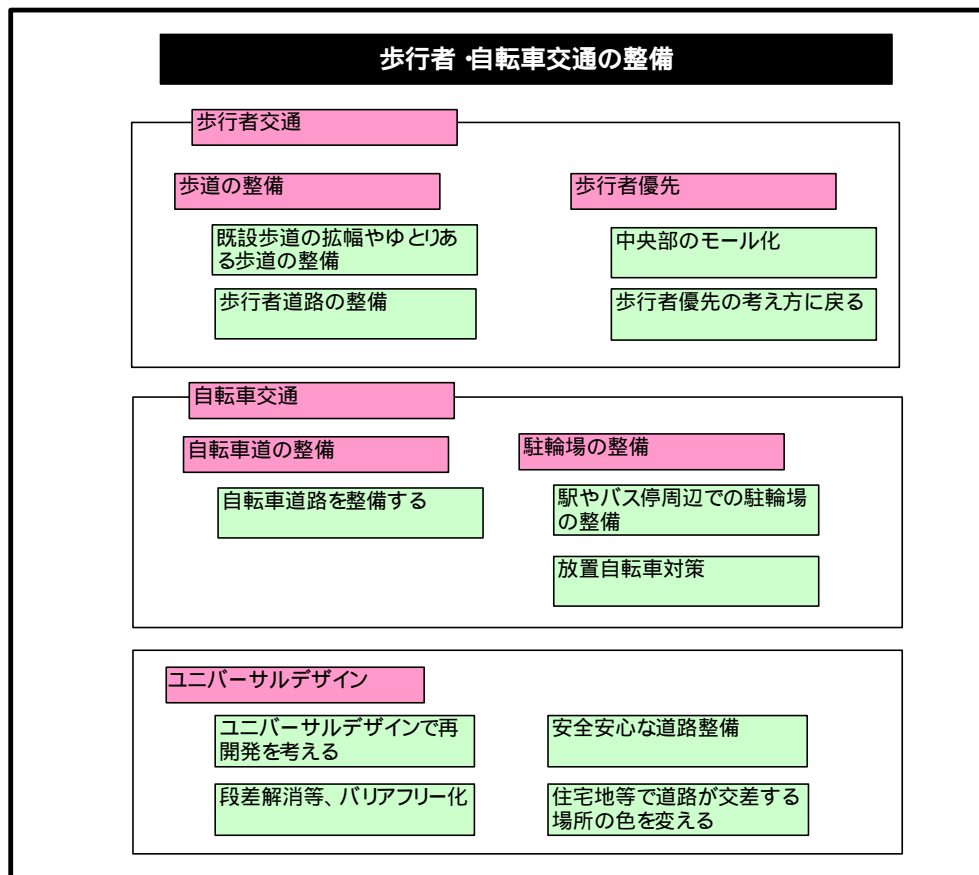 歩行者・自転車交通の整備
歩行者交通
歩道の整備
既設歩道の拡幅やゆとりあ
る歩道の整備
歩行者道路の整備
歩行者優先
中央部のモール化
歩行者優先の考え方に戻る
自転車交通
自転車道の整備
自転車道路を整備する
駐輪場の整備
駅やバス停周辺での駐輪場
の整備
放置自転車対策
ユニバーサルデザイン
ユニバーサルデザインで再
開発を考える
段差解消等、バリアフリー化
安全安心な道路整備
住宅地等で道路が交差する
場所の色を変える